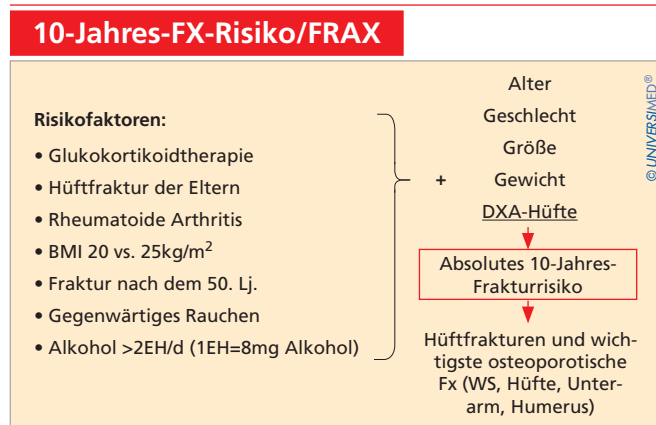 10-Jahres-FX-Risiko/FRAX
Risikofaktoren:
• Glukokortikoidtherapie
• Hüftfraktur der Eltern
• Rheumatoide Arthritis
• BMI 20 vs. 25kg/m²
• Fraktur nach dem 50. Lj.
• Gegenwärtiges Rauchen
• Alkohol >2EH/d (1EH=8mg Alkohol)
+
Alter
Geschlecht
Größe
Gewicht
DXA-Hüfte
Absolutes 10-Jahres-
Frakturrisiko
Hüftfrakturen und wich-
tigste osteoporotische
Fx (WS, Hüfte, Unter-
arm, Humerus)
© UNIVERSIMED®